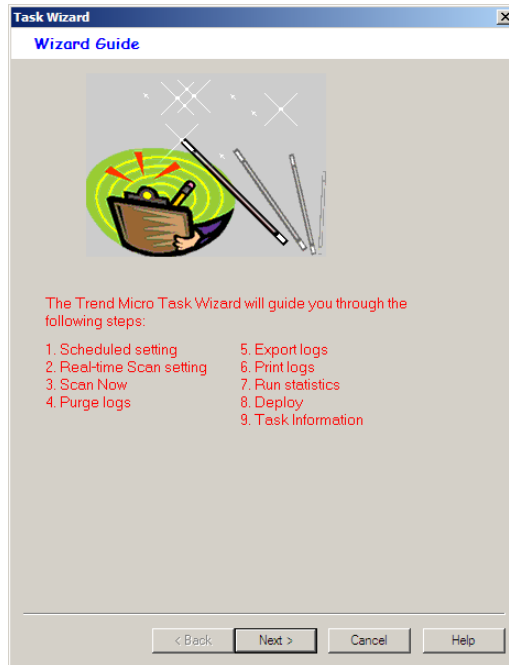 Task Wizard
Wizard Guide
The Trend Micro Task Wizard will guide you through the
following steps:
1. Scheduled setting
2. Real-time Scan setting
3. Scan Now
4. Purge logs
5. Export logs
6. Print logs
7. Run statistics
8. Deploy
9. Task Information
< Back
Next >
Cancel
Help